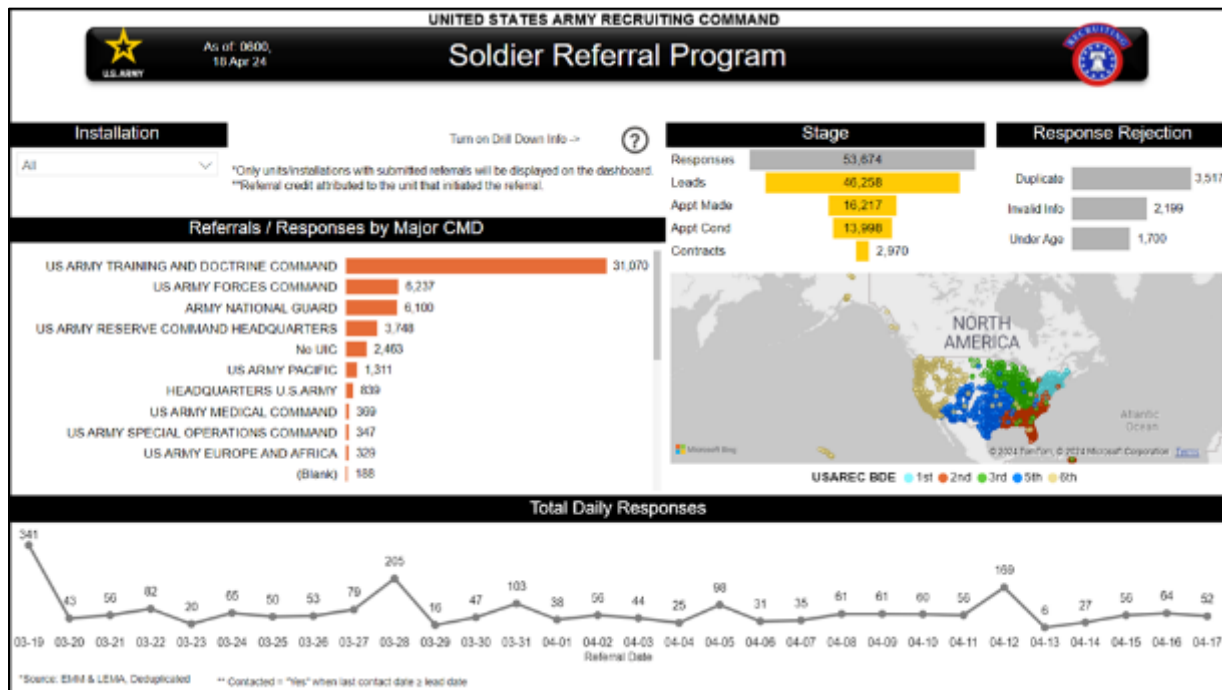 UNITED STATES ARMY RECRUITING COMMAND
U.S. ARMY
As of: 0600,
18 Apr 24
Soldier Referral Program
RECRUITING
Installation
All
Turn on Drill Down Info ->
?
*Only units/installations with submitted referrals will be displayed on the dashboard.
**Referral credit attributed to the unit that initiated the referral.
Stage
Responses 53,674
Leads 46,258
Appt Made 16,217
Appt Cond 13,998
Contracts 2,970
Response Rejection
Duplicate 3,517
Invalid Info 2,199
Under Age 1,700
Referrals / Responses by Major CMD
US ARMY TRAINING AND DOCTRINE COMMAND 31,070
US ARMY FORCES COMMAND 6,237
ARMY NATIONAL GUARD 6,100
US ARMY RESERVE COMMAND HEADQUARTERS 3,748
No UIC 2,463
US ARMY PACIFIC 1,311
HEADQUARTERS U.S.ARMY 839
US ARMY MEDICAL COMMAND 369
US ARMY SPECIAL OPERATIONS COMMAND 347
US ARMY EUROPE AND AFRICA 329
(Blank) 188
NORTH
AMERICA
Atlantic
Ocean
Microsoft Bing
© 2024 TomTom, © 2024 Microsoft Corporation Terms
USAREC BDE 1st 2nd 3rd 5th 6th
Total Daily Responses
341 43 56 82 20 65 50 53 79 205 16 47 103 38 56 44 25 98 31 35 61 61 60 56 169 6 27 56 64 52
03-19 03-20 03-21 03-22 03-23 03-24 03-25 03-26 03-27 03-28 03-29 03-30 03-31 04-01 04-02 04-03 04-04 04-05 04-06 04-07 04-08 04-09 04-10 04-11 04-12 04-13 04-14 04-15 04-16 04-17
Referral Date
*Source: EMM & LEMA, Deduplicated
** Contacted = "Yes" when last contact date ≥ lead date